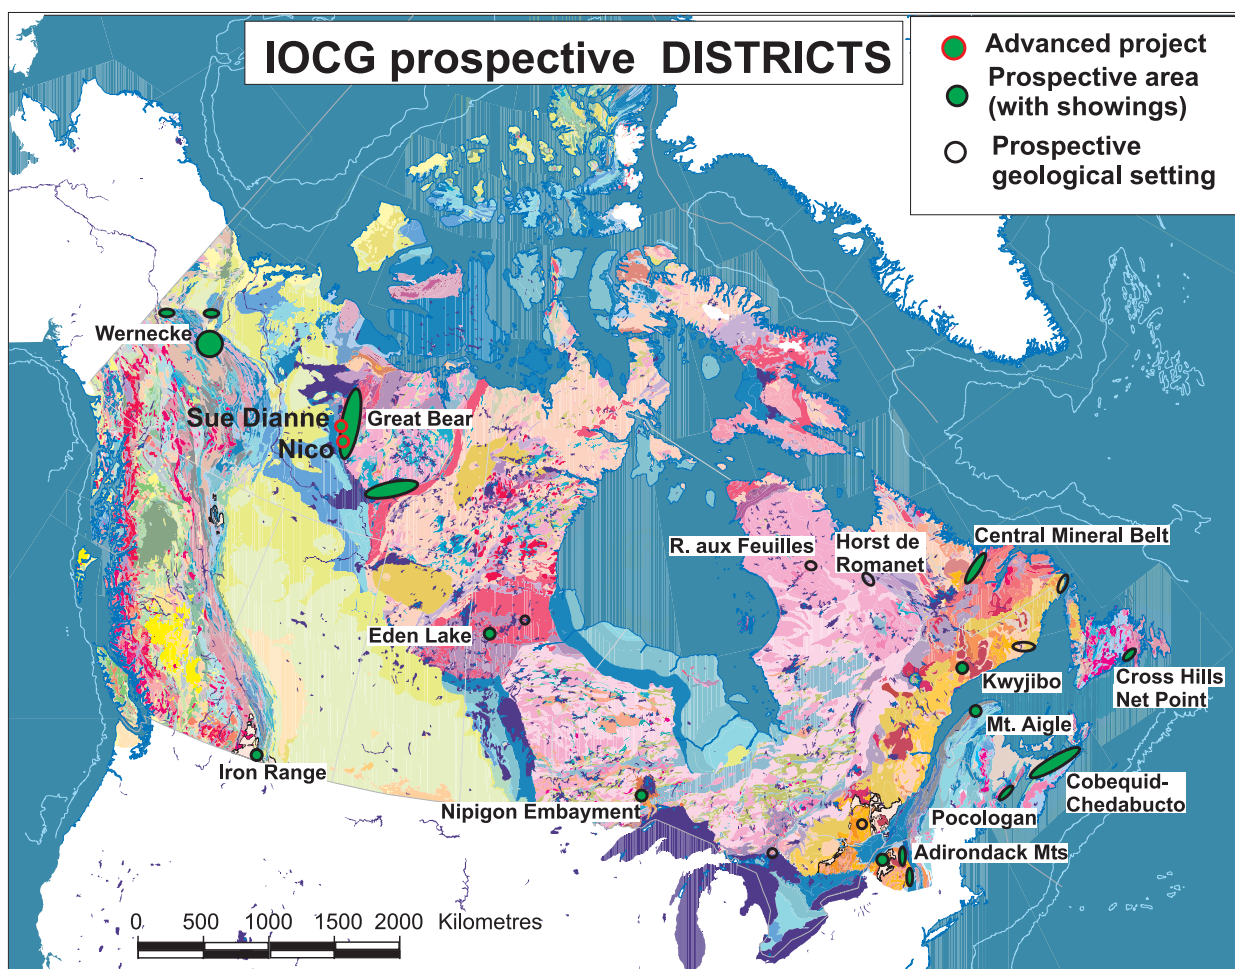 IOCG prospective DISTRICTS
Advanced project
Prospective area
(with showings)
Prospective
geological setting
Wernecke
Sue Dianne
Great Bear
Nico
R. aux Feuilles
Horst de
Romanet
Central Mineral Belt
Eden Lake
Kwyjibo
Cross Hills
Net Point
Mt. Aigle
Iron Range
Nipigon Embayment
Cobequid-
Chedabucto
Pocologan
Adirondack Mts
0 500 1000 1500 2000 Kilometres